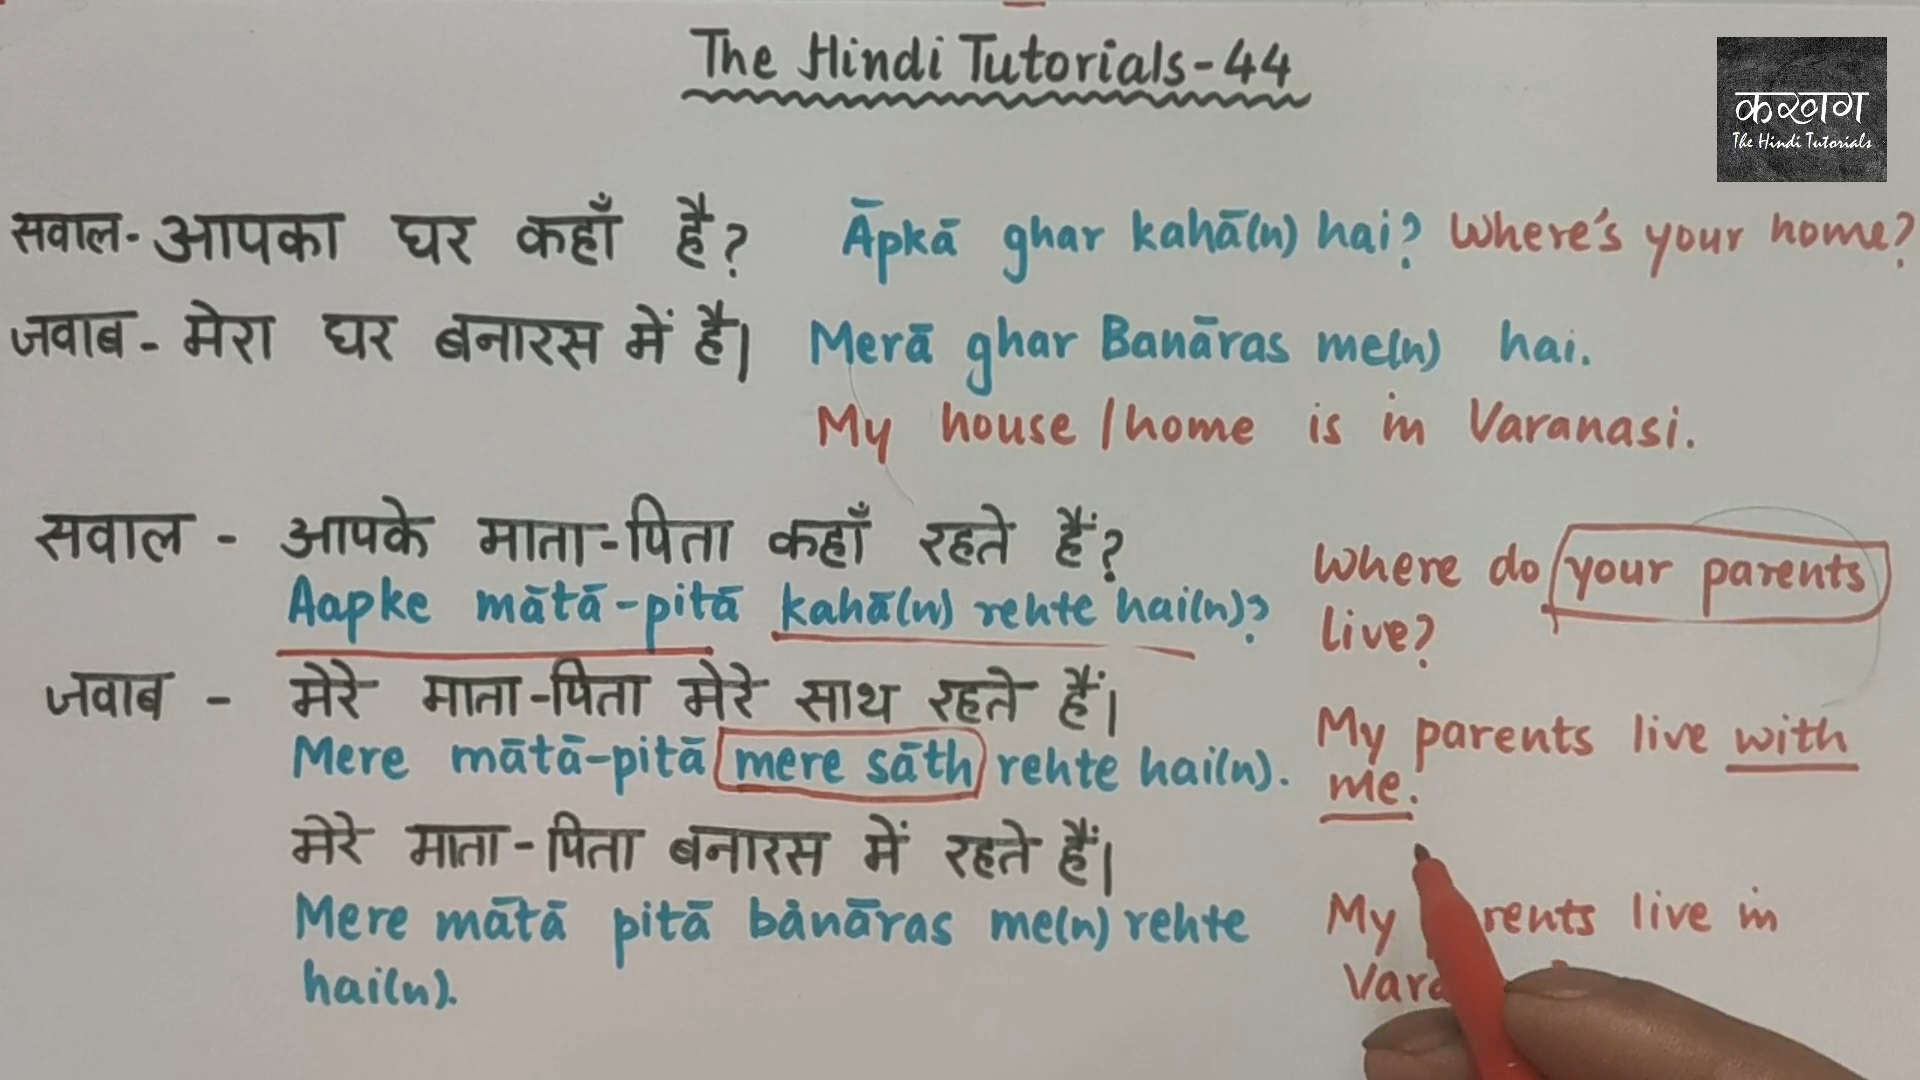 The Hindi Tutorials-44
कखग
The Hindi Tutorials
सवाल- आपका घर कहाँ है? Āpkā ghar kahā(n) hai? Where's your home?
जवाब - मेरा घर बनारस में है। Merā ghar Banāras me(n) hai.
My house/home is in Varanasi.
सवाल - आपके माता-पिता कहाँ रहते हैं?
Aapke mātā-pitā kahā(n) rehte hai(n)?
Where do your parents
live?
जवाब - मेरे माता-पिता मेरे साथ रहते हैं।
Mere mātā-pitā mere sāth rehte hai(n).
My parents live with
me.
मेरे माता-पिता बनारस में रहते हैं।
Mere mātā pitā bànāras me(n) rehte
hai(n).
My live in